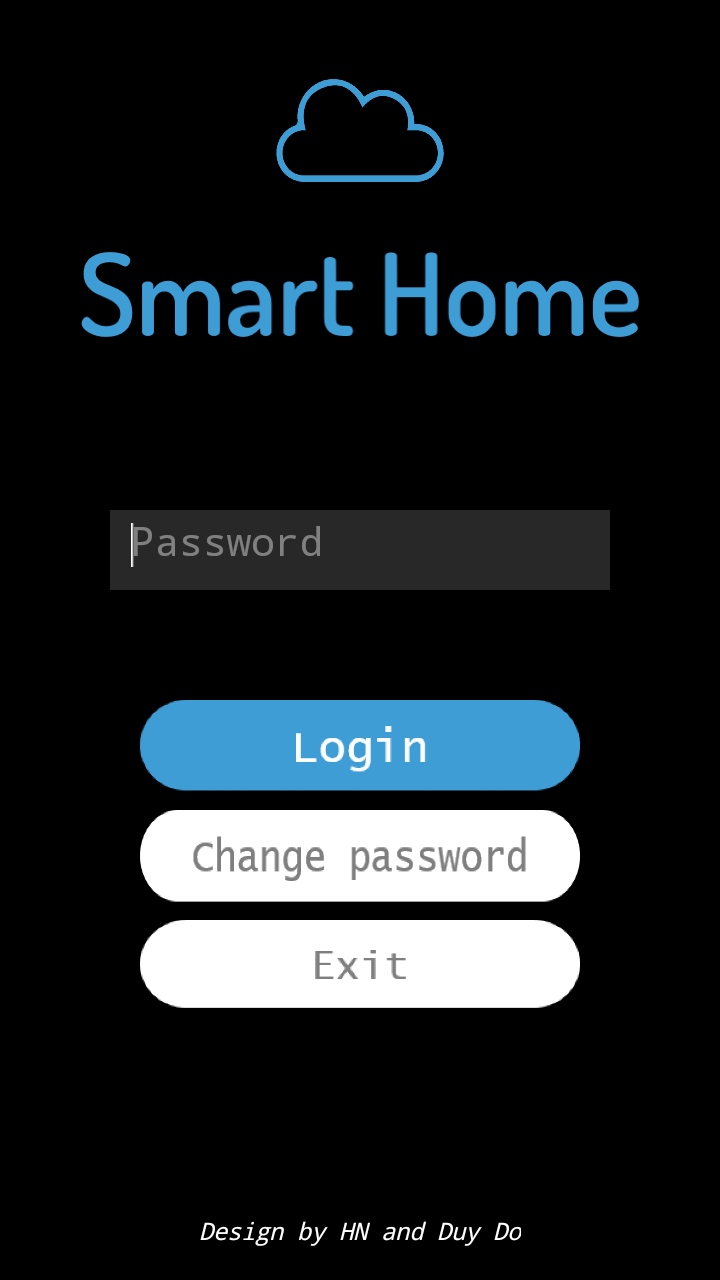 Smart Home
Password
Login
Change password
Exit
Design by HN and Duy Do